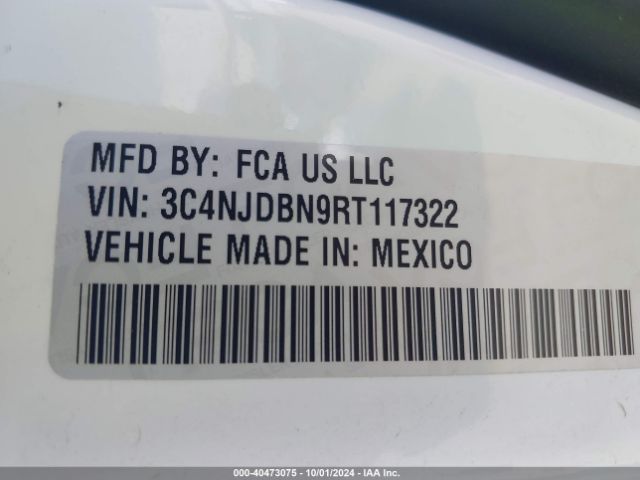 MFD BY: FCA US LLC
VIN: 3C4NJDBN9RT117322
VEHICLE MADE IN: MEXICO
000-40473075 - 10/01/2024 - IAA Inc.